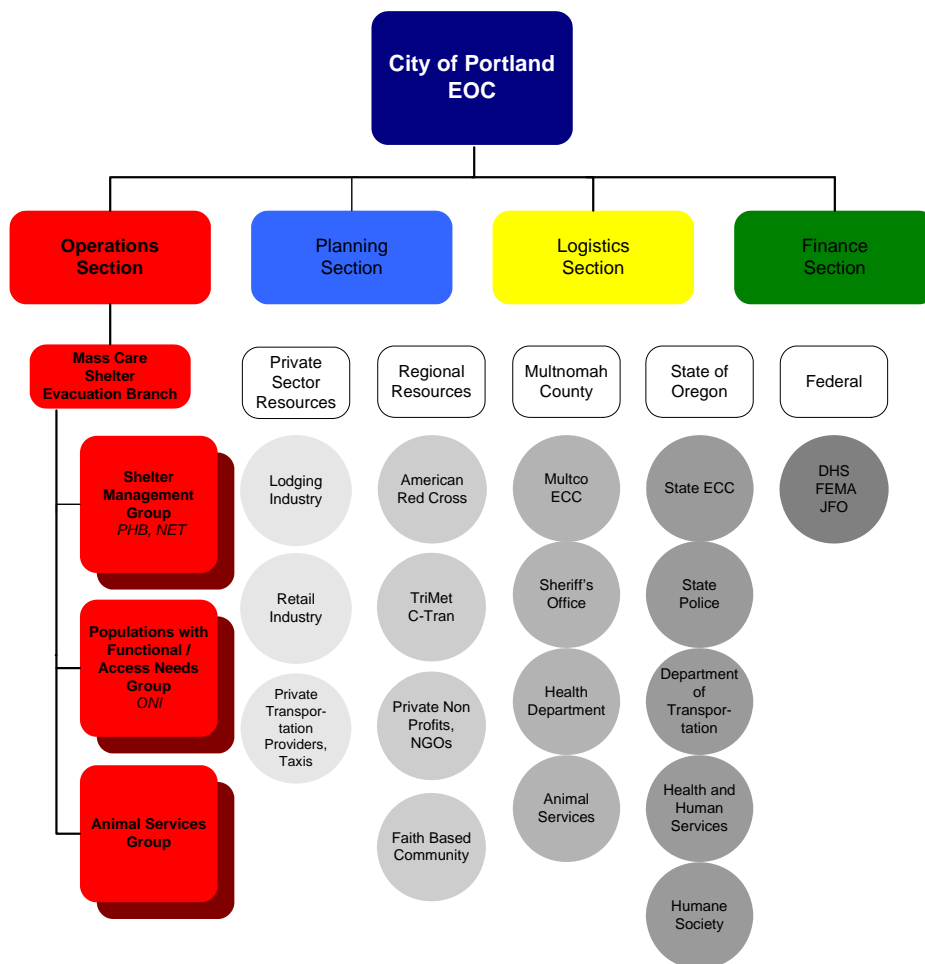 City of Portland
EOC
Operations
Section
Planning
Section
Logistics
Section
Finance
Section
Mass Care
Shelter
Evacuation Branch
Private
Sector
Resources
Regional
Resources
Multnomah
County
State of
Oregon
Federal
Shelter
Management
Group
PHB, NET
Lodging
Industry
American
Red Cross
Multco
ECC
State ECC
DHS
FEMA
JFO
Retail
Industry
TriMet
C-Tran
Sheriff's
Office
State
Police
Populations with
Functional /
Access Needs
Group
ONI
Private
Transpor-
tation
Providers,
Taxis
Private Non
Profits,
NGOs
Health
Department
Department
of
Transpor-
tation
Animal Services
Group
Faith Based
Community
Animal
Services
Health and
Human
Services
Humane
Society